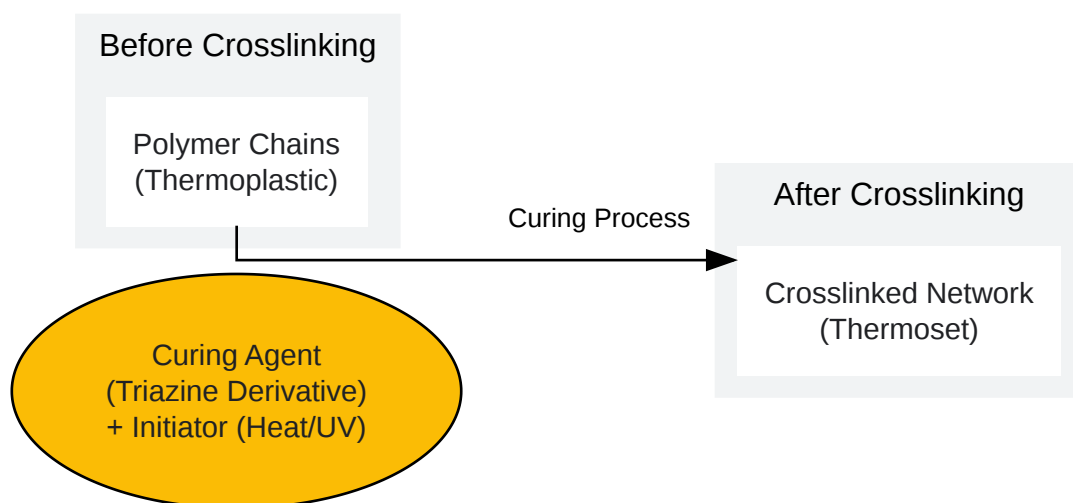 Before Crosslinking
Polymer Chains
(Thermoplastic)
Curing Process
After Crosslinking
Crosslinked Network
(Thermoset)
Curing Agent
(Triazine Derivative)
+ Initiator (Heat/UV)